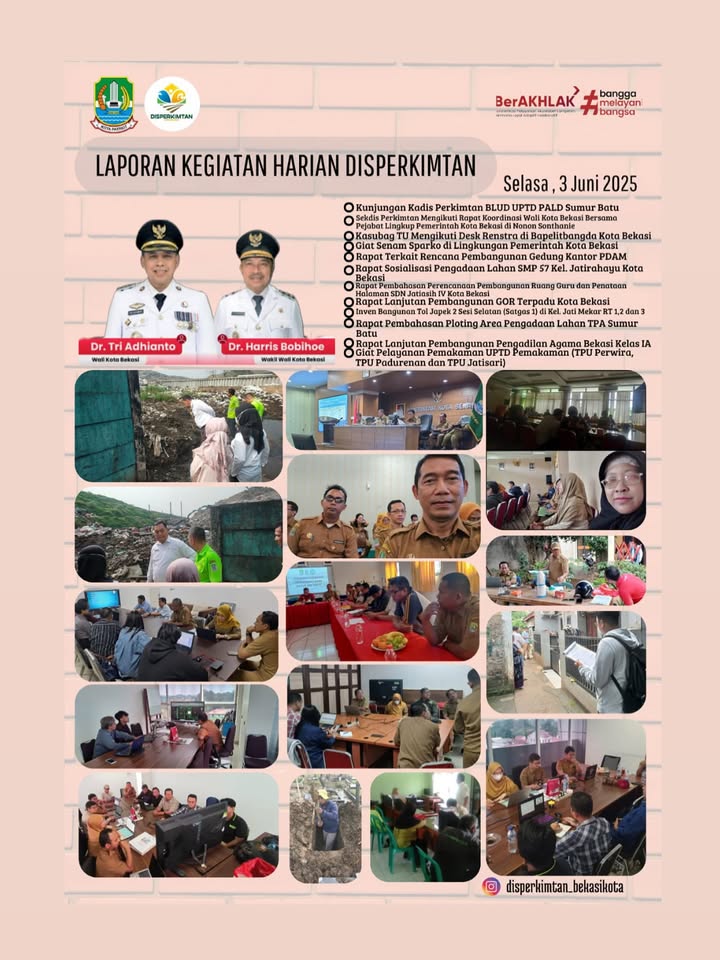 KOTA BEKASI
DISPERKIMTAN
BerAKHLAK
#bangga
melayani
bangsa
LAPORAN KEGIATAN HARIAN DISPERKIMTAN
Selasa , 3 Juni 2025
Kunjungan Kadis Perkimtan BLUD UPTD PALD Sumur Batu
Sekdis Perkimtan Mengikuti Rapat Koordinasi Wali Kota Bekasi Bersama
Pejabat Lingkup Pemerintah Kota Bekasi di Nonon Sonthanie
Kasubag TU Mengikuti Desk Renstra di Bapelitbangda Kota Bekasi
Giat Senam Sparko di Lingkungan Pemerintah Kota Bekasi
Rapat Terkait Rencana Pembangunan Gedung Kantor PDAM
Rapat Sosialisasi Pengadaan Lahan SMP 57 Kel. Jatirahayu Kota
Bekasi
Rapat Pembahasan Perencanaan Pembangunan Ruang Guru dan Penataan
Halaman SDN Jatiasih IV Kota Bekasi
Rapat Lanjutan Pembangunan GOR Terpadu Kota Bekasi
Inven Bangunan Tol Japek 2 Sesi Selatan (Satgas 1) di Kel. Jati Mekar RT 1,2 dan 3
Rapat Pembahasan Ploting Area Pengadaan Lahan TPA Sumur
Batu
Rapat Lanjutan Pembangunan Pengadilan Agama Bekasi Kelas IA
Giat Pelayanan Pemakaman UPTD Pemakaman (TPU Perwira,
TPU Padurenan dan TPU Jatisari)
Dr. Tri Adhianto
Wali Kota Bekasi
Dr. Harris Bobihoe
Wakil Wali Kota Bekasi
disperkimtan_bekasikota